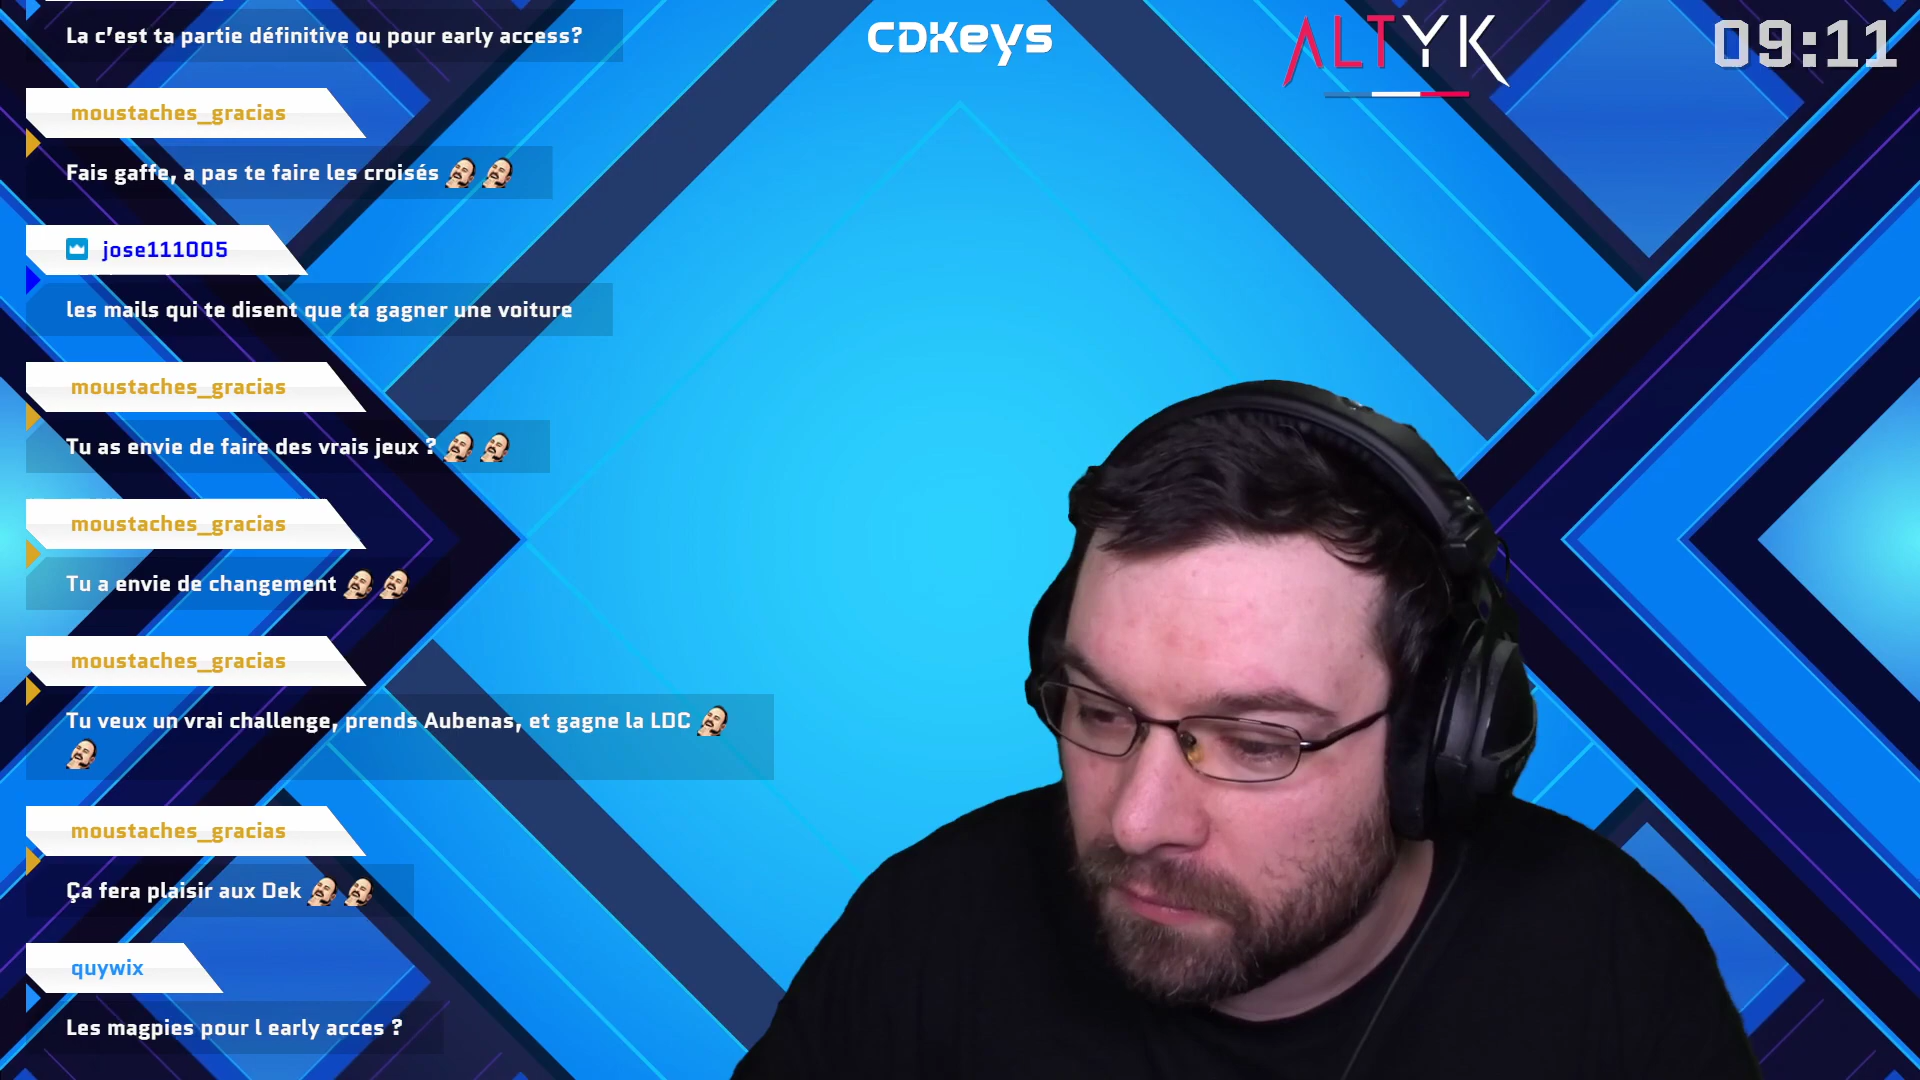 La c'est ta partie définitive ou pour early access?
CDKeys
ALTYK
09:11
moustaches_gracias
Fais gaffe, a pas te faire les croisés
jose111005
les mails qui te disent que ta gagner une voiture
moustaches_gracias
Tu as envie de faire des vrais jeux ?
moustaches_gracias
Tu a envie de changement
moustaches_gracias
Tu veux un vrai challenge, prends Aubenas, et gagne la LDC
moustaches_gracias
Ça fera plaisir aux Dek
quywix
Les magpies pour l early acces ?